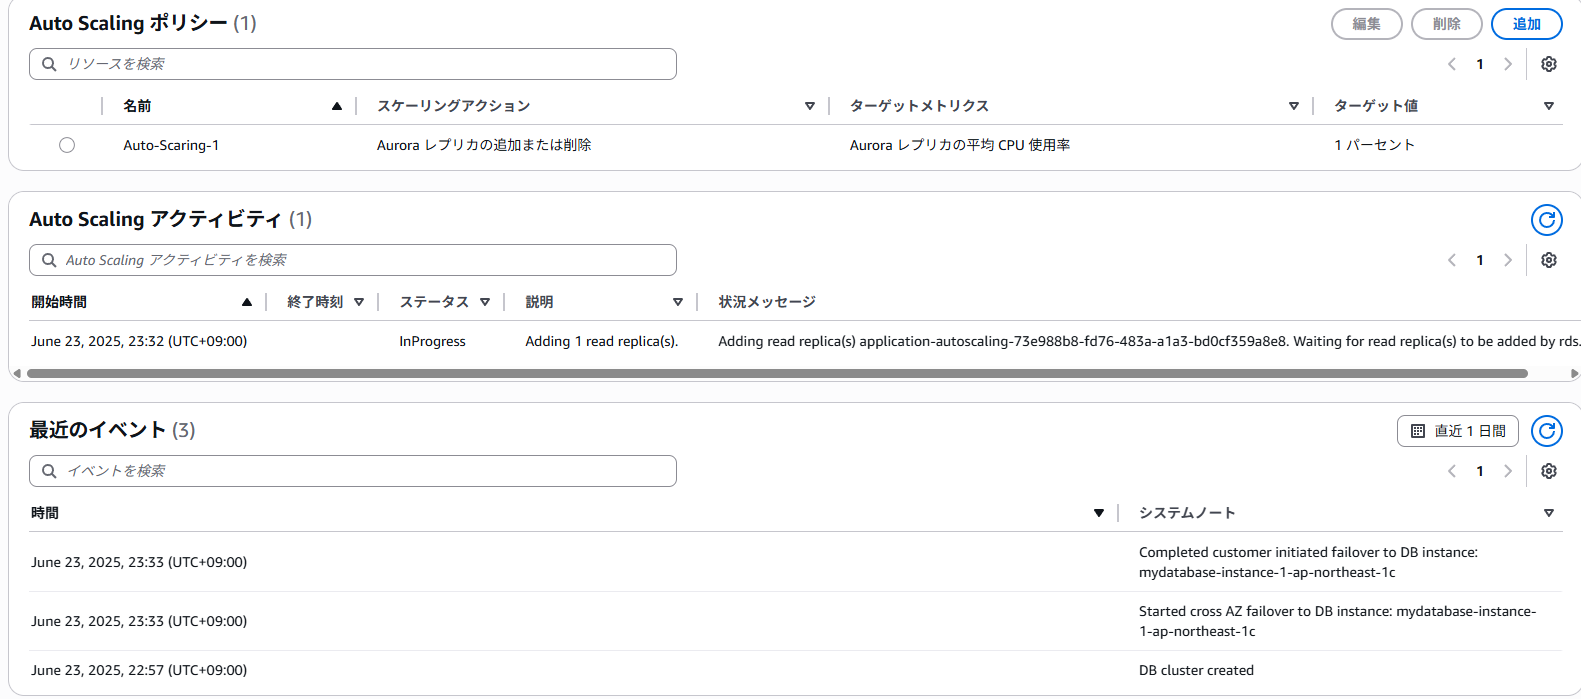 Auto Scaling ポリシー (1)
編集 削除 追加
リソースを検索
1
名前 スケーリングアクション ターゲットメトリクス ターゲット値
Auto-Scaring-1 Aurora レプリカの追加または削除 Aurora レプリカの平均 CPU 使用率 1 パーセント
Auto Scaling アクティビティ (1)
Auto Scaling アクティビティを検索
1
開始時間 終了時刻 ステータス 説明 状況メッセージ
June 23, 2025, 23:32 (UTC+09:00) InProgress Adding 1 read replica(s). Adding read replica(s) application-autoscaling-73e988b8-fd76-483a-a1a3-bd0cf359a8e8. Waiting for read replica(s) to be added by rds.
最近のイベント (3)
直近 1 日間
イベントを検索
1
時間 システムノート
June 23, 2025, 23:33 (UTC+09:00) Completed customer initiated failover to DB instance:
mydatabase-instance-1-ap-northeast-1c
June 23, 2025, 23:33 (UTC+09:00) Started cross AZ failover to DB instance: mydatabase-instance-
1-ap-northeast-1c
June 23, 2025, 22:57 (UTC+09:00) DB cluster created